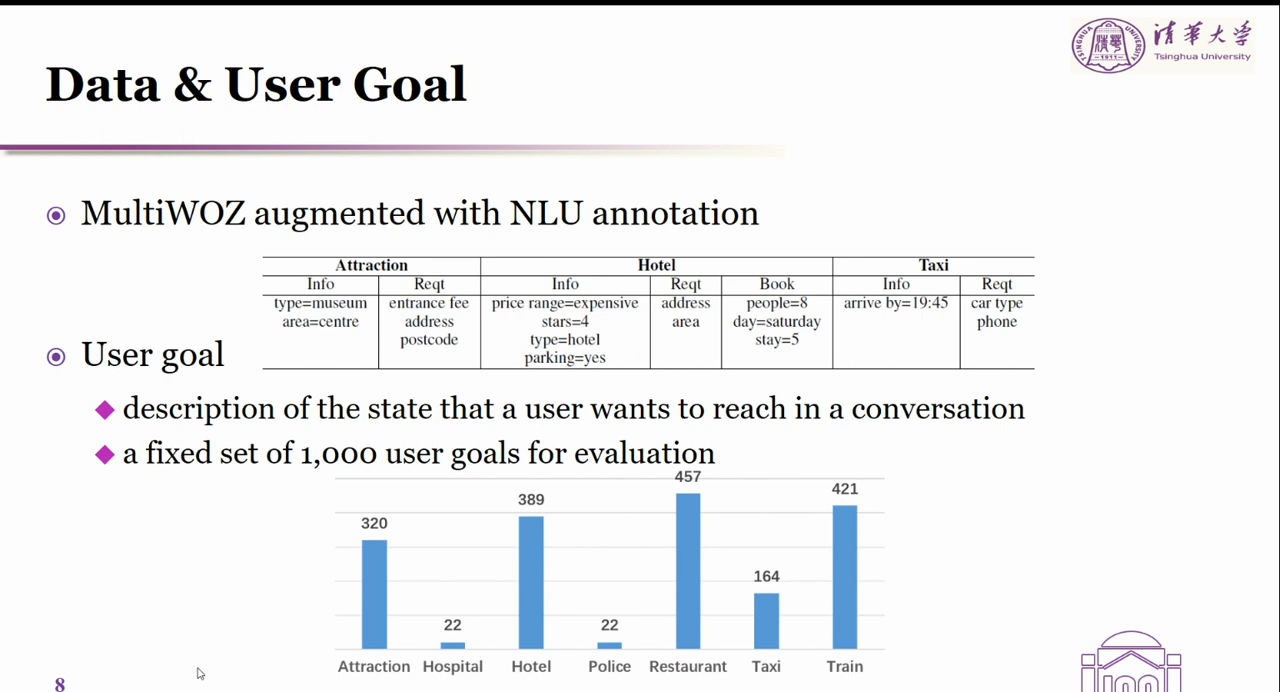 清華大学
Tsinghua University
TSINGHUA UNIVERSITY
1911
Data & User Goal
MultiWOZ augmented with NLU annotation
Attraction Hotel Taxi
Info Reqt Info Reqt Book Info Reqt
type=museum entrance fee price range=expensive address people=8 arrive by=19:45 car type
area=centre address stars=4 area day=saturday phone
postcode type=hotel stay=5
parking=yes
User goal
description of the state that a user wants to reach in a conversation
a fixed set of 1,000 user goals for evaluation
320 22 389 22 457 164 421
Attraction Hospital Hotel Police Restaurant Taxi Train
8